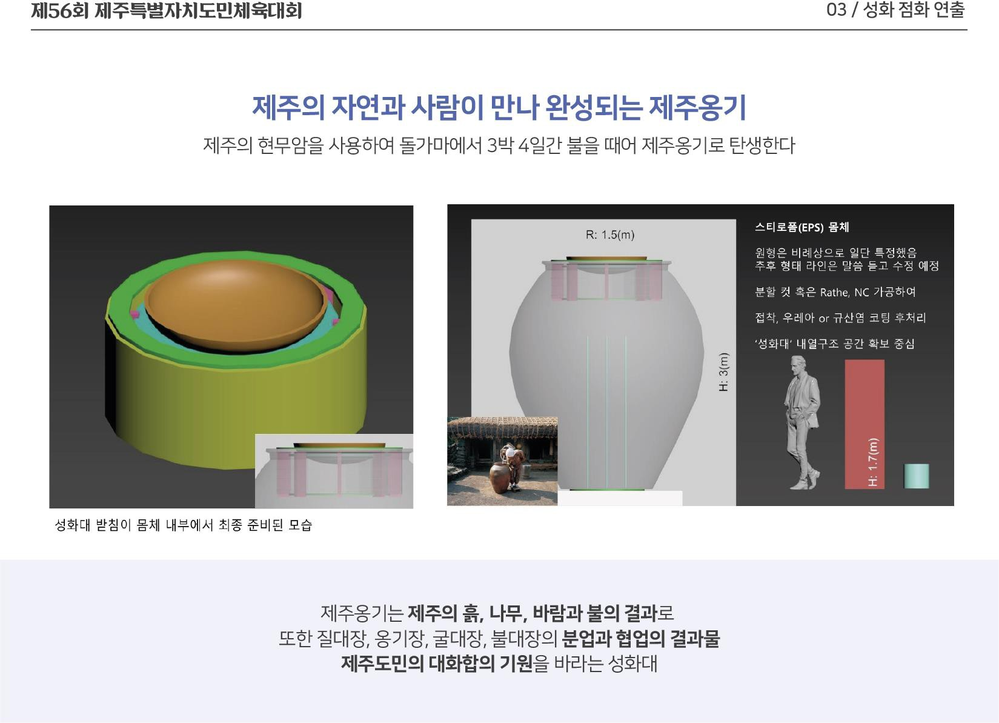 제56회 제주특별자치도민체육대회
03 / 성화 점화 연출
제주의 자연과 사람이 만나 완성되는 제주옹기
제주의 현무암을 사용하여 돌가마에서 3박 4일간 불을 때어 제주옹기로 탄생한다
성화대 받침이 몸체 내부에서 최종 준비된 모습
R: 1.5(m)
H: 3(m)
스티로폼(EPS) 몸체
원형은 비례상으로 일단 특정했음
추후 형태 라인은 말씀 듣고 수정 예정
분할 컷 혹은 Rathe, NC 가공하여
접착, 우레아 or 규산염 코팅 후처리
‘성화대‘ 내열구조 공간 확보 중심
H: 1.7(m)
제주옹기는 제주의 흙, 나무, 바람과 불의 결과로
또한 질대장, 옹기장, 굴대장, 불대장의 분업과 협업의 결과물
제주도민의 대화합의 기원을 바라는 성화대